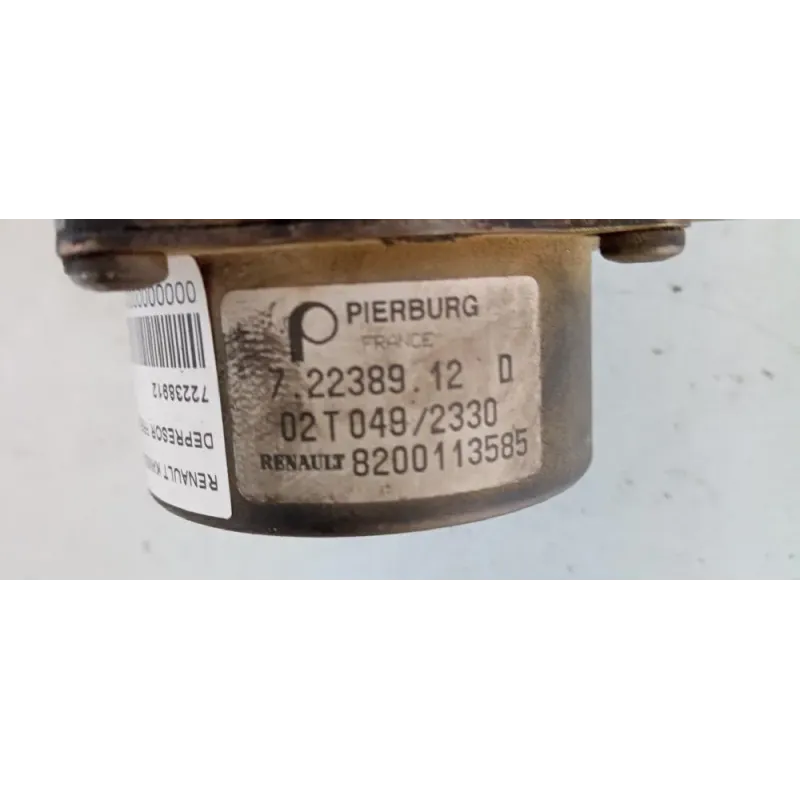 PIERBURG
FRANCE
7.22389.12 D
02T049/2330
RENAULT 8200113585
RENAULT
DEPRESOR
72238912